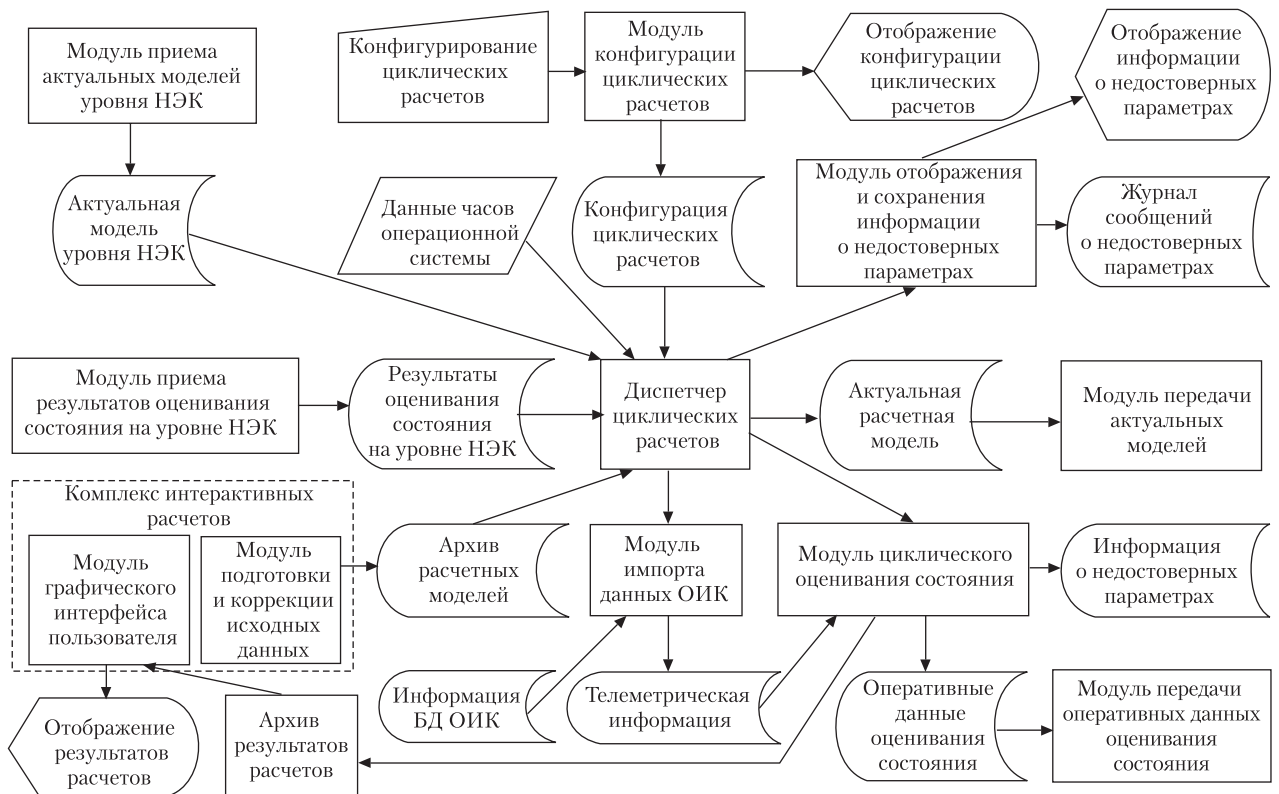 Модуль приема
актуальных моделей
уровня НЭК
Конфигурирование
циклических
расчетов
Модуль
конфигурации
циклических
расчетов
Отображение
конфигурации
циклических
расчетов
Отображение
информации
о недостоверных
параметрах
Актуальная
модель
уровня НЭК
Данные часов
операционной
системы
Конфигурация
циклических
расчетов
Модуль отображения
и сохранения
информации
о недостоверных
параметрах
Журнал
сообщений
о недостоверных
параметрах
Модуль приема
результатов оценивания
состояния на уровне НЭК
Результаты
оценивания
состояния
на уровне НЭК
Диспетчер
циклических
расчетов
Актуальная
расчетная
модель
Модуль передачи
актуальных
моделей
Комплекс интерактивных
расчетов
Модуль
графического
интерфейса
пользователя
Модуль
подготовки
и коррекции
исходных
данных
Архив
расчетных
моделей
Модуль
импорта
данных ОИК
Модуль циклического
оценивания состояния
Информация
о недостоверных
параметрах
Отображение
результатов
расчетов
Архив
результатов
расчетов
Информация
БД ОИК
Телеметрическая
информация
Оперативные
данные
оценивания
состояния
Модуль передачи
оперативных данных
оценивания
состояния